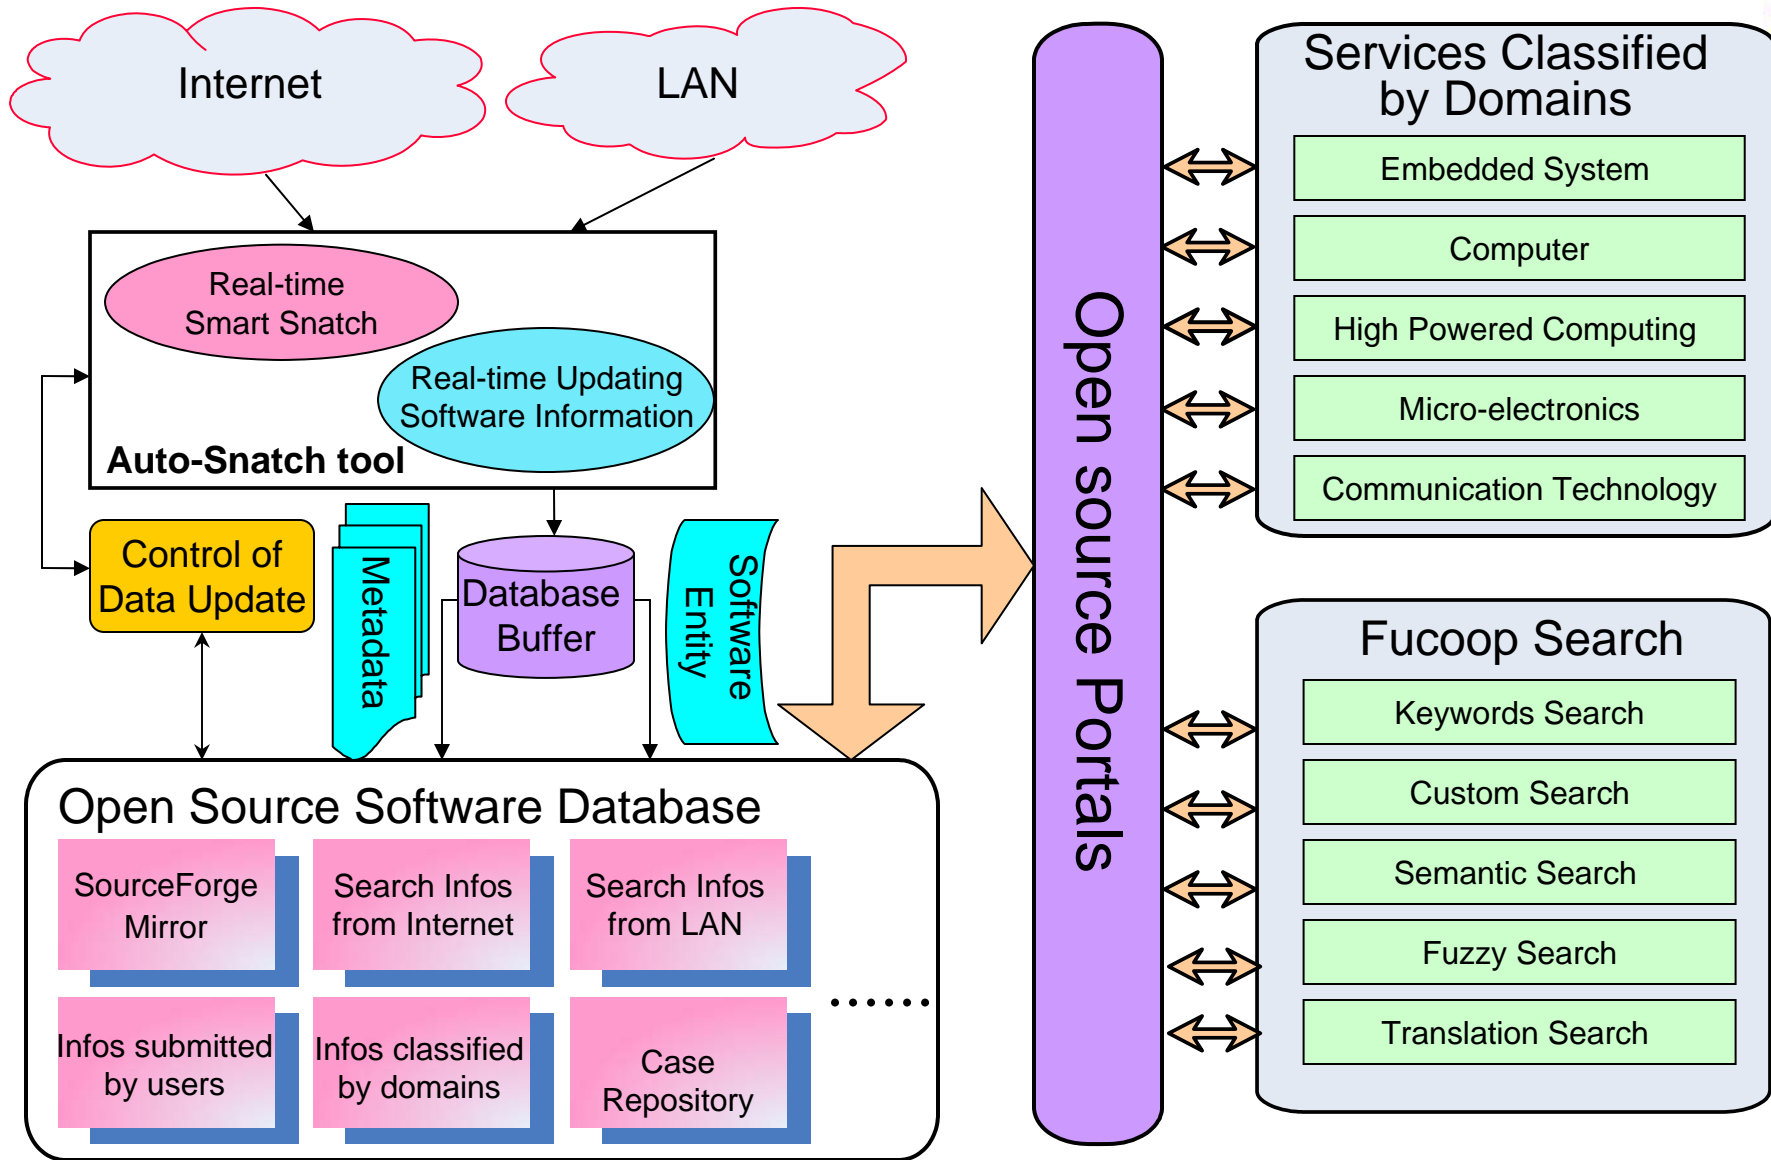 Internet
LAN
Real-time
Smart Snatch
Real-time Updating
Software Information
Auto-Snatch tool
Control of
Data Update
Metadata
Database
Buffer
Software
Entity
Open Source Software Database
SourceForge
Mirror
Search Infos
from Internet
Search Infos
from LAN
Infos submitted
by users
Infos classified
by domains
Case
Repository
......
Open source Portals
Services Classified
by Domains
Embedded System
Computer
High Powered Computing
Micro-electronics
Communication Technology
Fucoop Search
Keywords Search
Custom Search
Semantic Search
Fuzzy Search
Translation Search